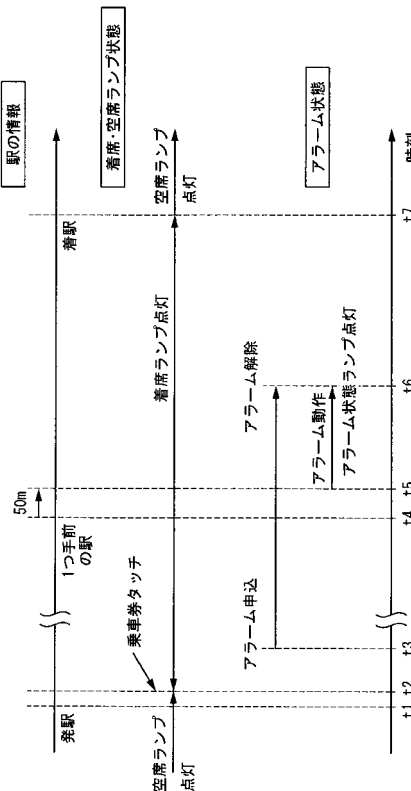 駅の情報
発駅
1つ手前
の駅
50m
着駅
着席・空席ランプ状態
空席ランプ
点灯
乗車券タッチ
着席ランプ点灯
空席ランプ
点灯
アラーム状態
アラーム申込
アラーム解除
アラーム動作
アラーム状態ランプ点灯
t1 t2 t3 t4 t5 t6 t7
時刻